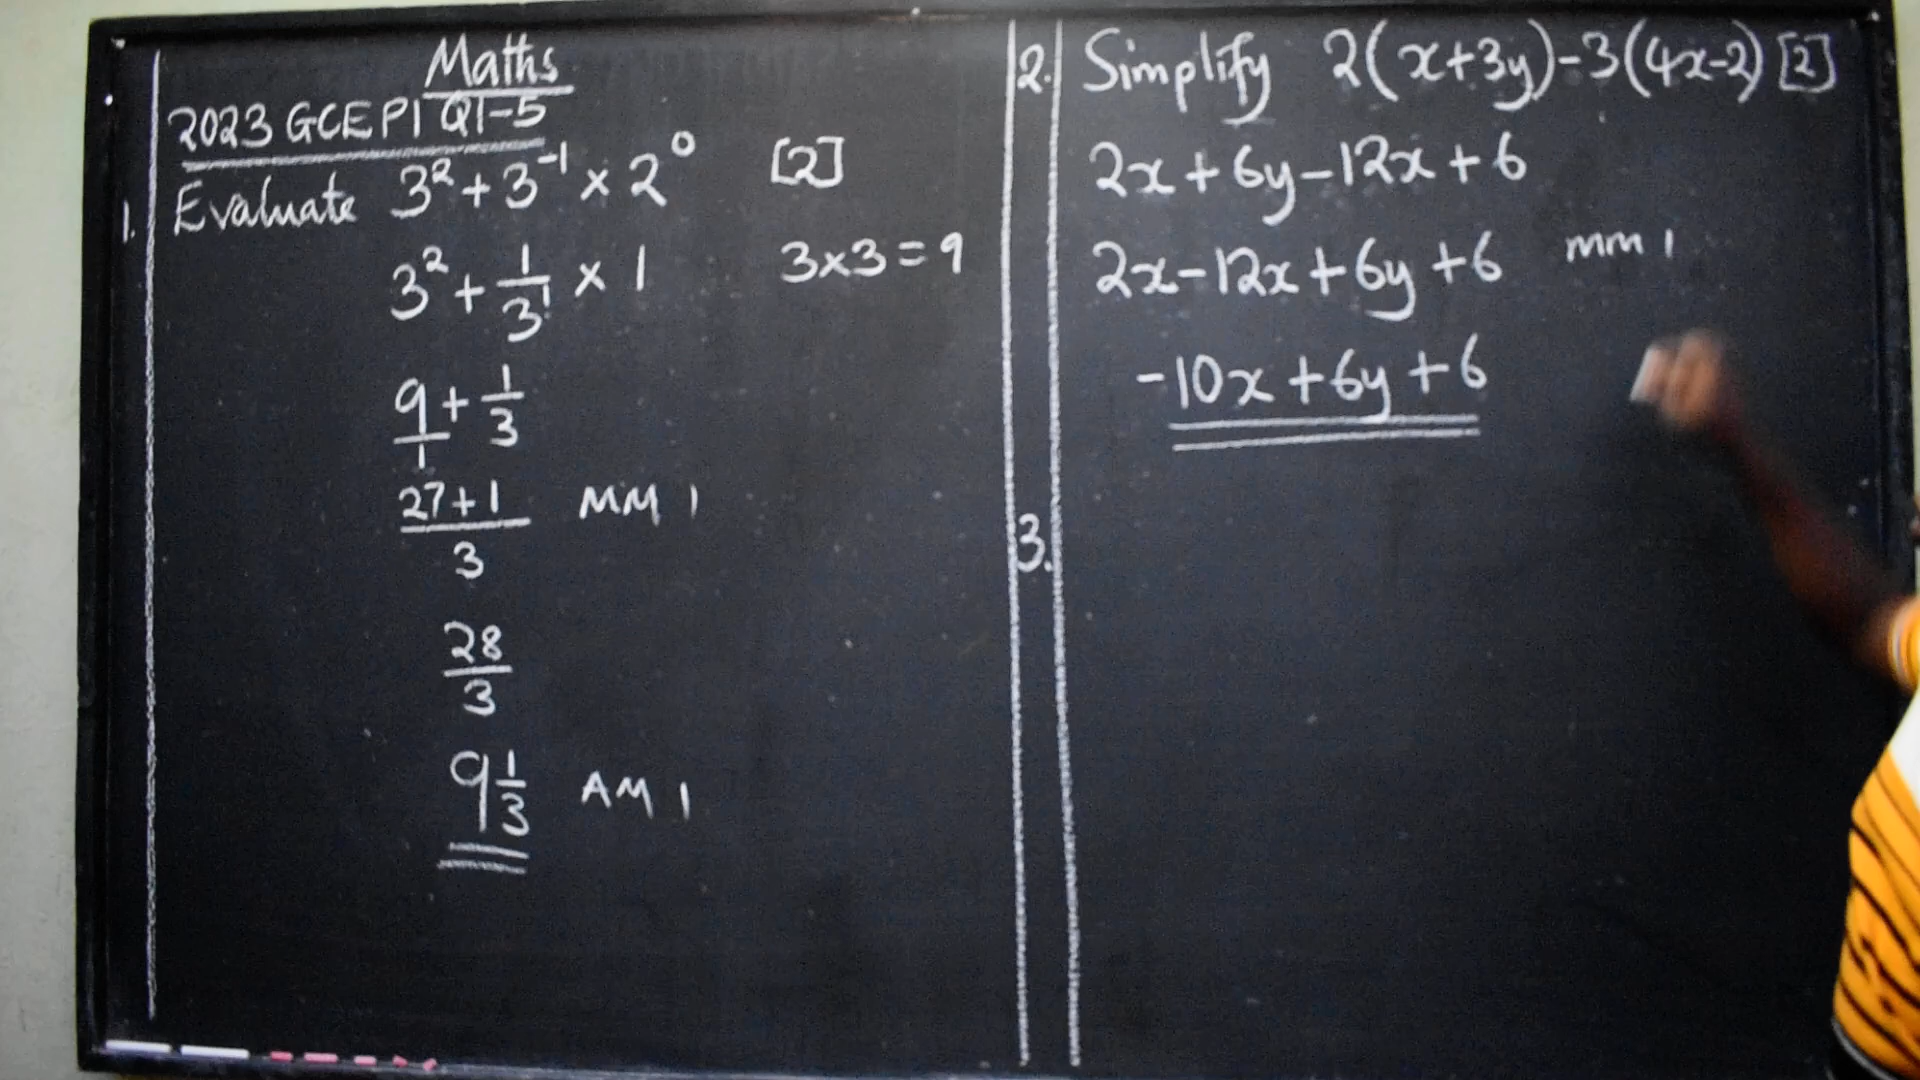 Maths
2023 GCE P1 Q1-5
1. Evaluate 3² + 3⁻¹ × 2⁰ [2]
3² + 1/3¹ × 1 3×3=9
9/1 + 1/3
27+1/3 MM 1
28/3
9 1/3 AM 1
2. Simplify 2(x+3y)-3(4x-2) [2]
2x+6y-12x+6
2x-12x+6y+6 MM 1
-10x+6y+6
3.